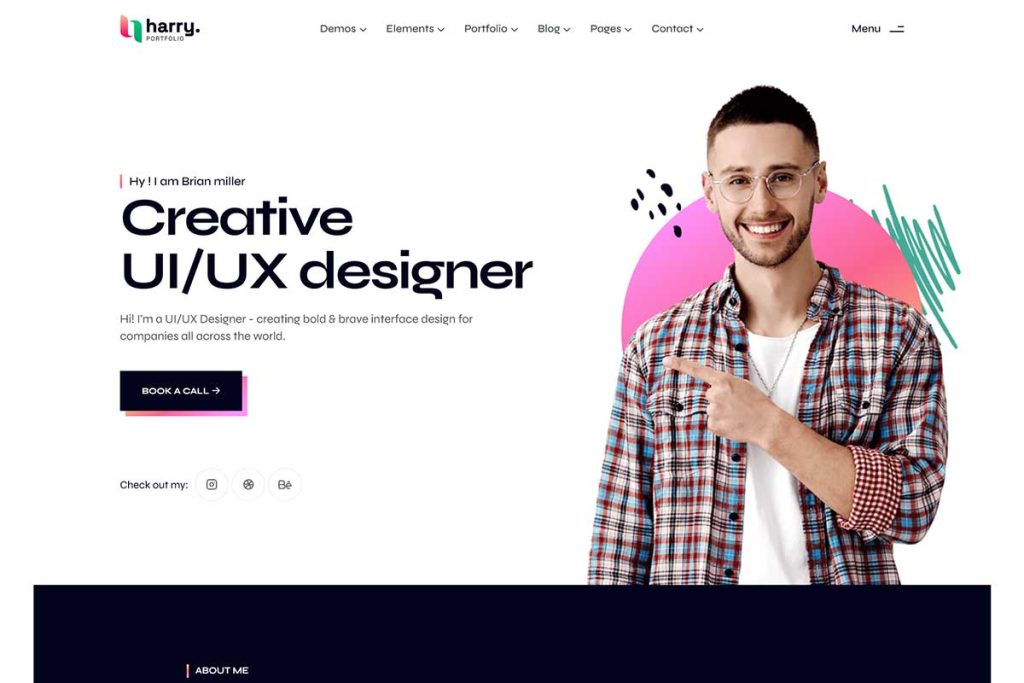 harry.
PORTFOLIO
Demos Elements Portfolio Blog Pages Contact Menu
Hy ! I am Brian miller
Creative
UI/UX designer
Hi! I'm a UI/UX Designer - creating bold & brave interface design for
companies all across the world.
BOOK A CALL →
Check out my: Bē
ABOUT ME